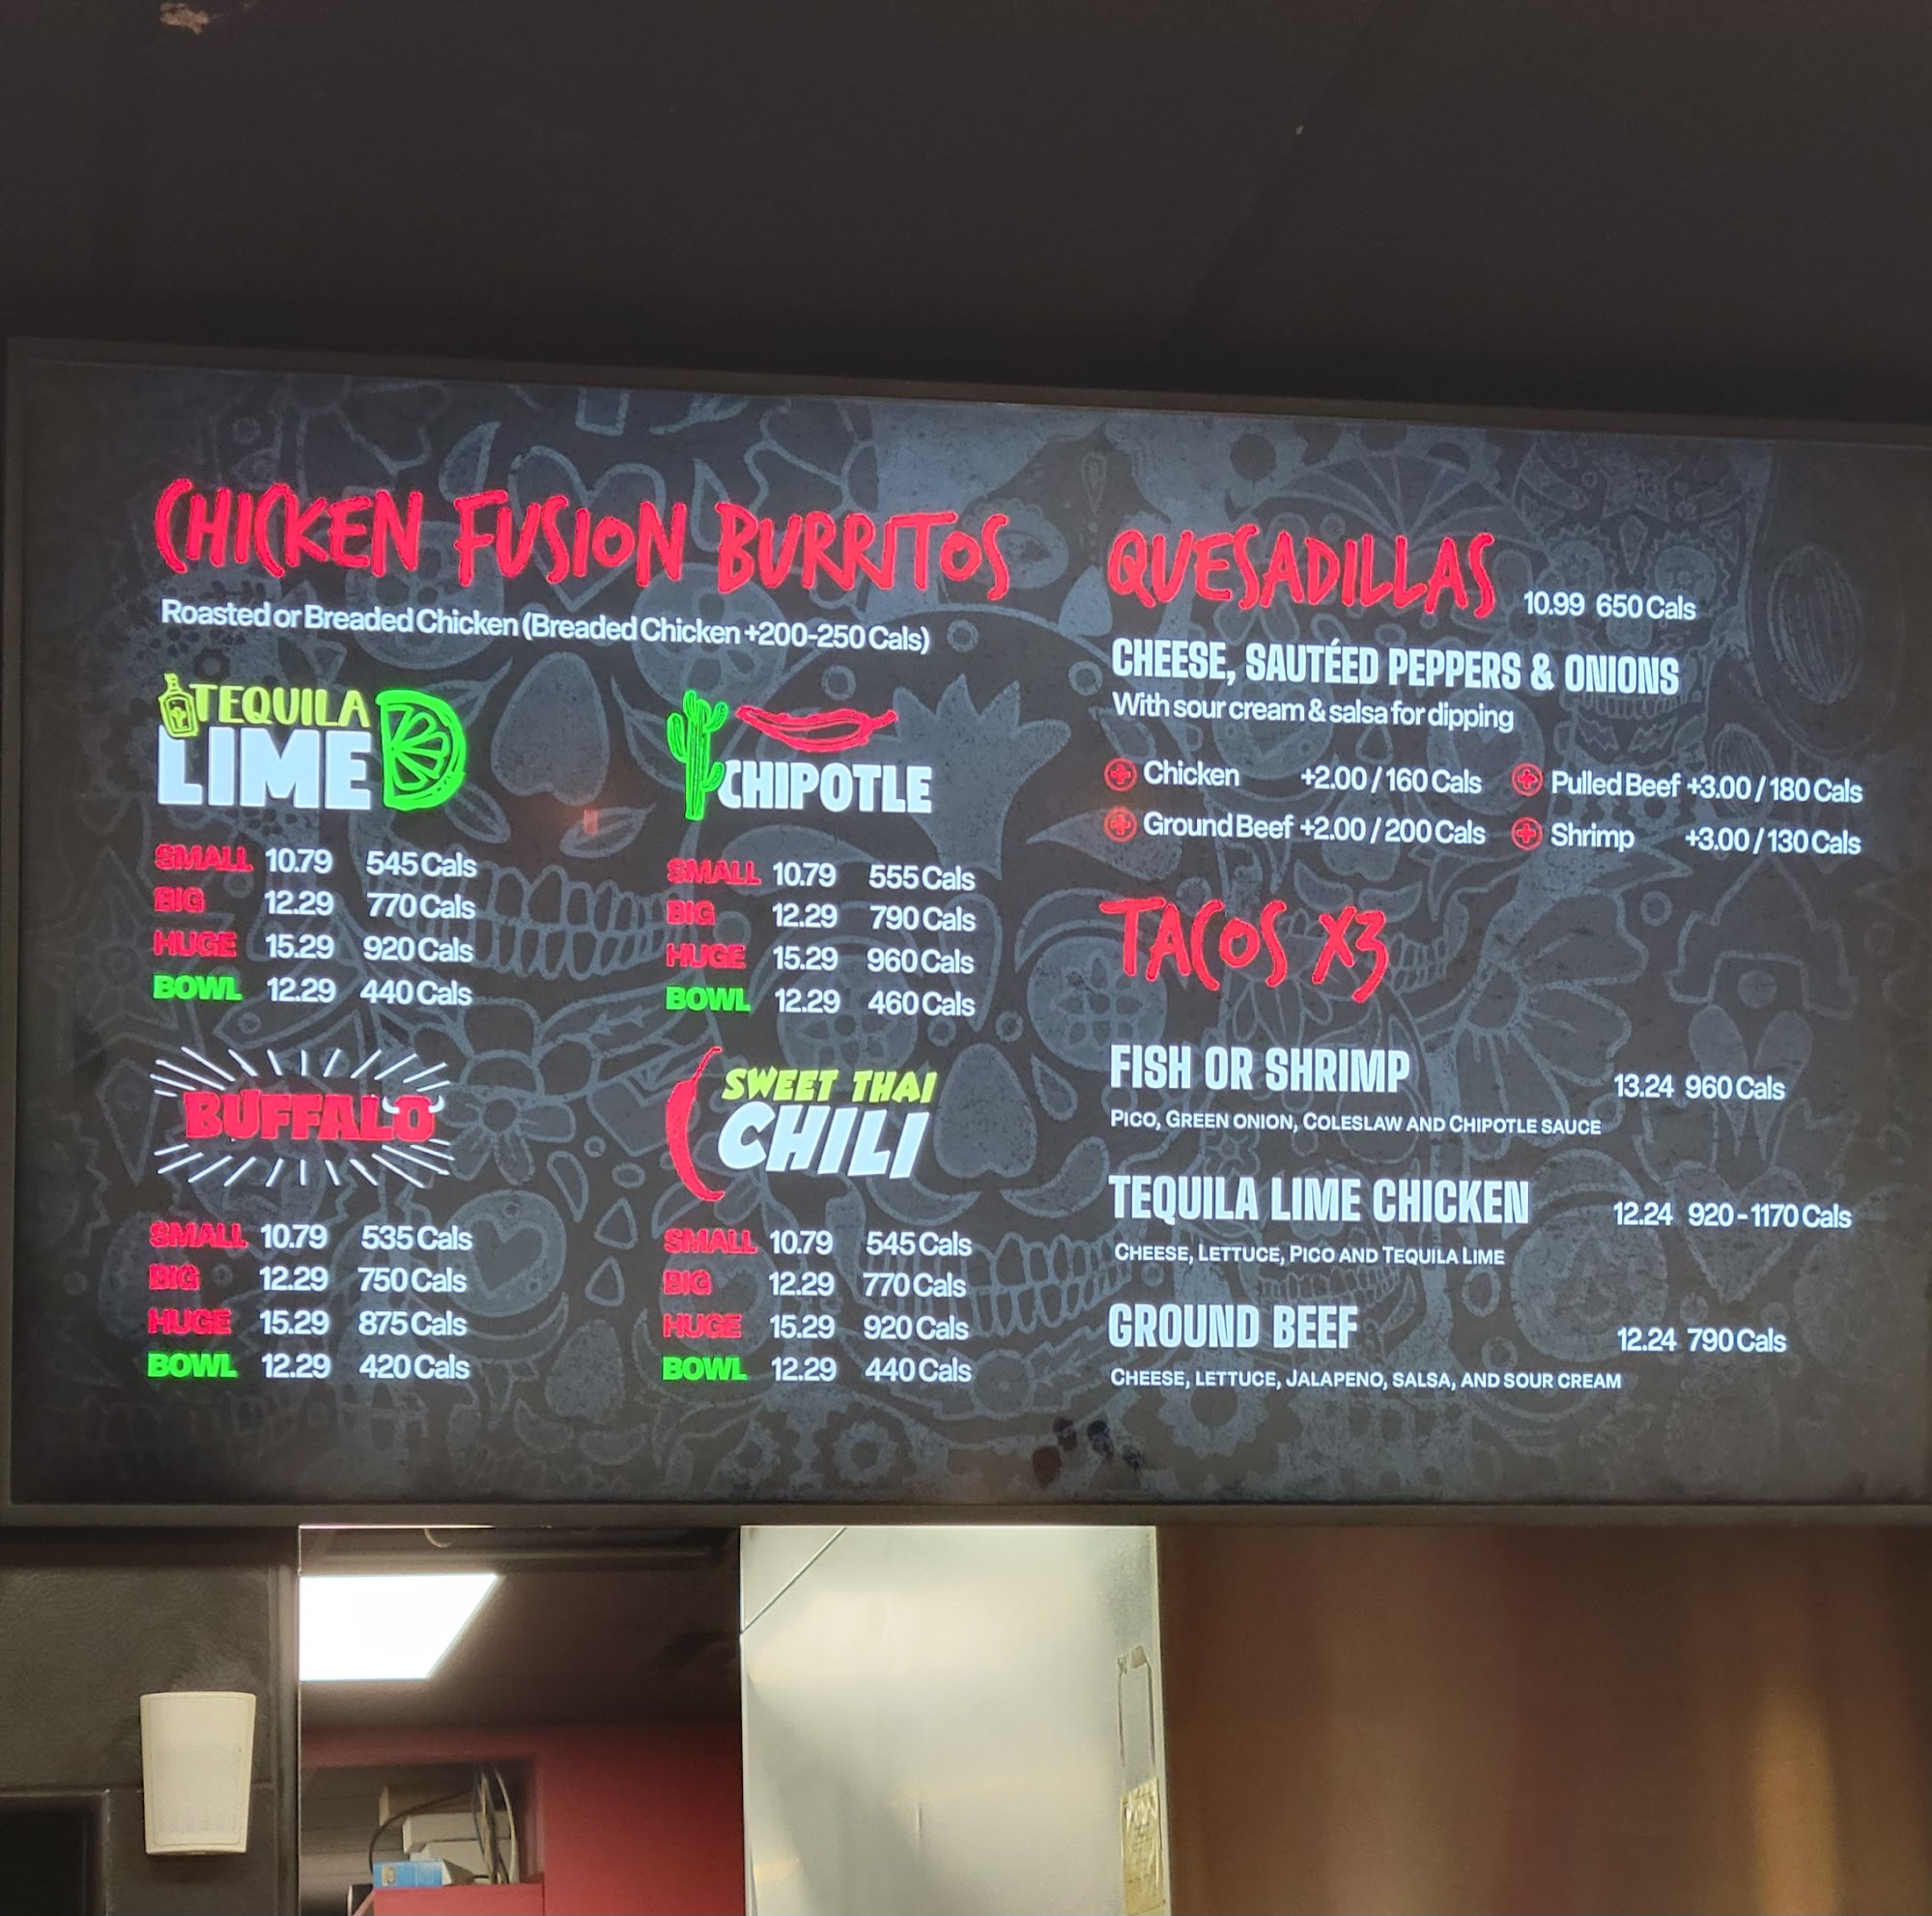 CHICKEN FUSION BURRITOS
Roasted or Breaded Chicken (Breaded Chicken +200-250 Cals)
TEQUILA
LIME
SMALL 10.79 545 Cals
BIG 12.29 770 Cals
HUGE 15.29 920 Cals
BOWL 12.29 440 Cals
CHIPOTLE
SMALL 10.79 555 Cals
BIG 12.29 790 Cals
HUGE 15.29 960 Cals
BOWL 12.29 460 Cals
BUFFALO
SMALL 10.79 535 Cals
BIG 12.29 750 Cals
HUGE 15.29 875 Cals
BOWL 12.29 420 Cals
SWEET THAI
CHILI
SMALL 10.79 545 Cals
BIG 12.29 770 Cals
HUGE 15.29 920 Cals
BOWL 12.29 440 Cals
QUESADILLAS 10.99 650 Cals
CHEESE, SAUTÉED PEPPERS & ONIONS
With sour cream & salsa for dipping
Chicken +2.00 / 160 Cals Pulled Beef +3.00 / 180 Cals
Ground Beef +2.00 / 200 Cals Shrimp +3.00 / 130 Cals
TACOS X3
FISH OR SHRIMP 13.24 960 Cals
PICO, GREEN ONION, COLESLAW AND CHIPOTLE SAUCE
TEQUILA LIME CHICKEN 12.24 920 - 1170 Cals
CHEESE, LETTUCE, PICO AND TEQUILA LIME
GROUND BEEF 12.24 790 Cals
CHEESE, LETTUCE, JALAPENO, SALSA, AND SOUR CREAM